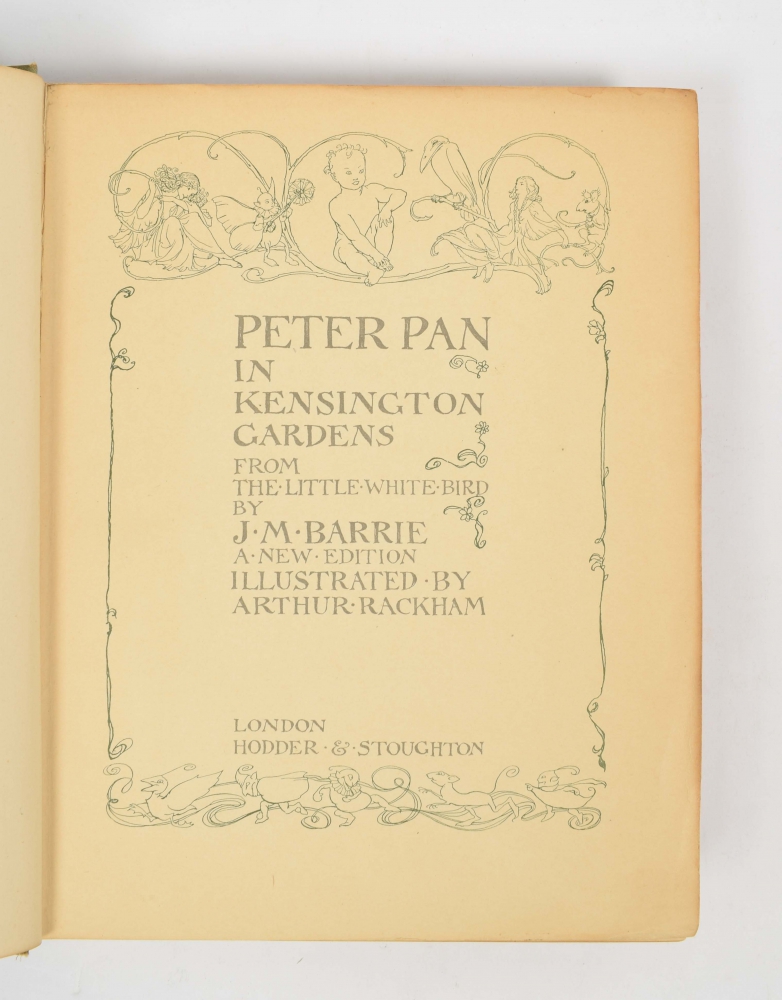 PETER PAN
IN
KENSINGTON
GARDENS
FROM
THE·LITTLE·WHITE·BIRD
BY
J·M·BARRIE
A·NEW·EDITION
ILLUSTRATED·BY
ARTHUR·RACKHAM
LONDON
HODDER·&·STOUGHTON